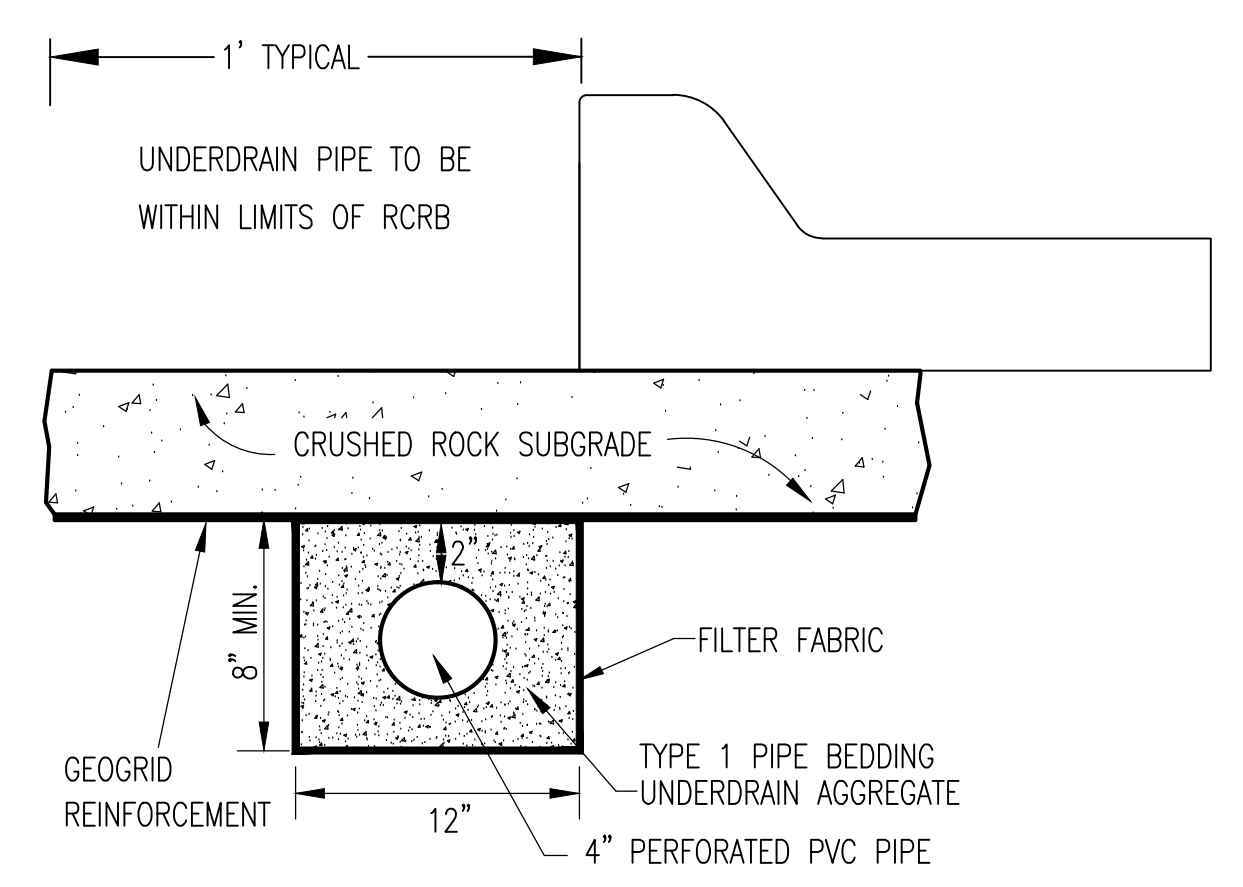 1' TYPICAL
UNDERDRAIN PIPE TO BE
WITHIN LIMITS OF RCRB
CRUSHED ROCK SUBGRADE
2"
8" MIN.
FILTER FABRIC
GEOGRID
REINFORCEMENT
TYPE 1 PIPE BEDDING
UNDERDRAIN AGGREGATE
12"
4" PERFORATED PVC PIPE